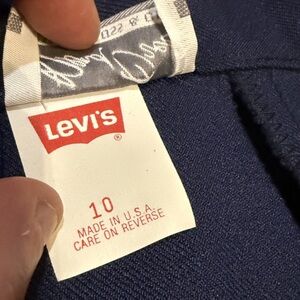 Levi's
®
10
MADE IN U.S.A.
CARE ON REVERSE